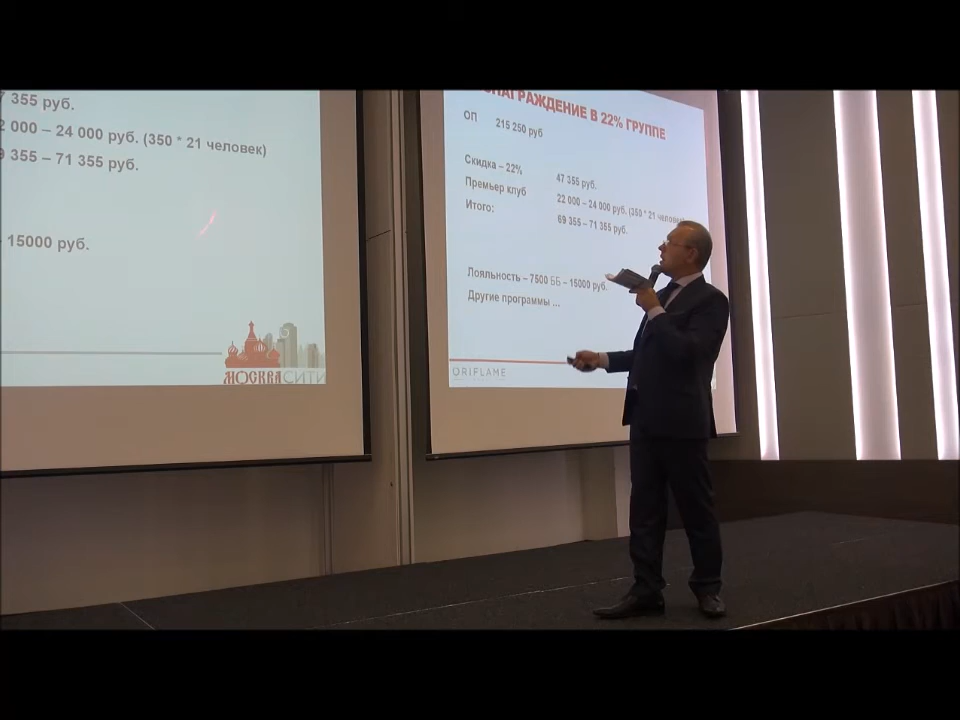 7 355 руб.
2 000 – 24 000 руб. (350 * 21 человек)
9 355 – 71 355 руб.
15000 руб.
МОСКВА СИТИ
НАГРАЖДЕНИЕ В 22% ГРУППЕ
ОП 215 250 руб
Скидка – 22% 47 355 руб.
Премьер клуб 22 000 – 24 000 руб. (350 * 21 челове
Итого: 69 355 – 71 355 руб.
Лояльность – 7500 ББ – 15000 руб.
Другие программы ...
ORIFLAME